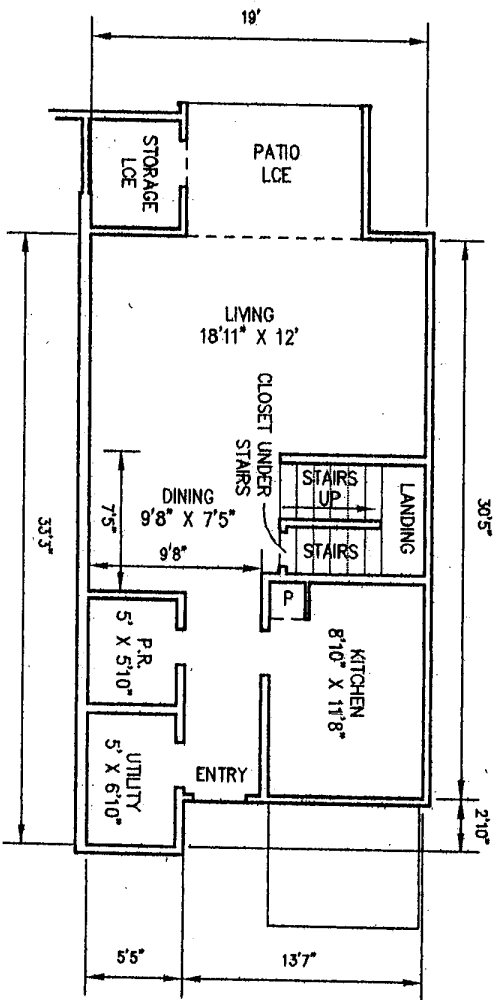 19'
STORAGE
LCE
PATIO
LCE
LIVING
18'11" X 12'
CLOSET UNDER
STAIRS
STAIRS
UP
LANDING
STAIRS
DINING
9'8" X 7'5"
7'5"
9'8"
33'3"
30'5"
P
P.R.
5' X 5'10"
KITCHEN
8'10" X 11'8"
UTILITY
5' X 6'10"
ENTRY
2'10"
5'5"
13'7"